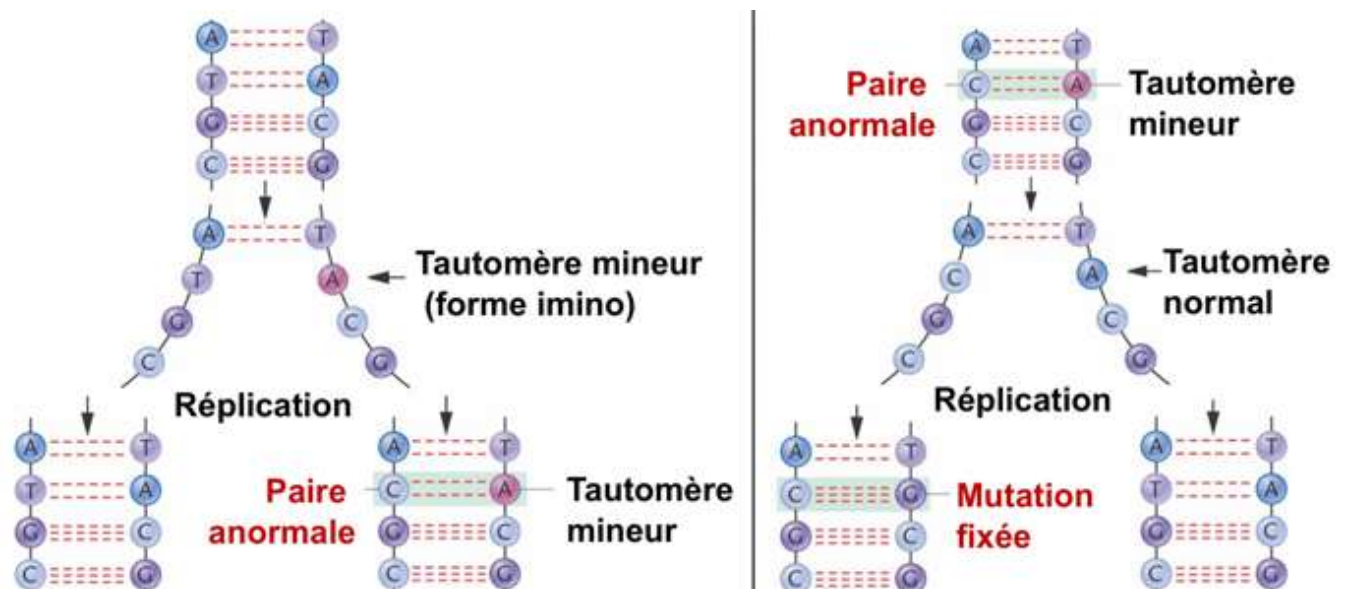 A T
T A
G C
C G
A T
T A
G C
C G
Tautomère mineur
(forme imino)
Réplication
A T
T A
G C
C G
A T
C A
G C
C G
Paire
anormale
Tautomère
mineur
A T
C A
G C
C G
Paire
anormale
Tautomère
mineur
A T
C A
G C
C G
Tautomère
normal
Réplication
A T
C G
G C
C G
Mutation
fixée
A T
T A
G C
C G